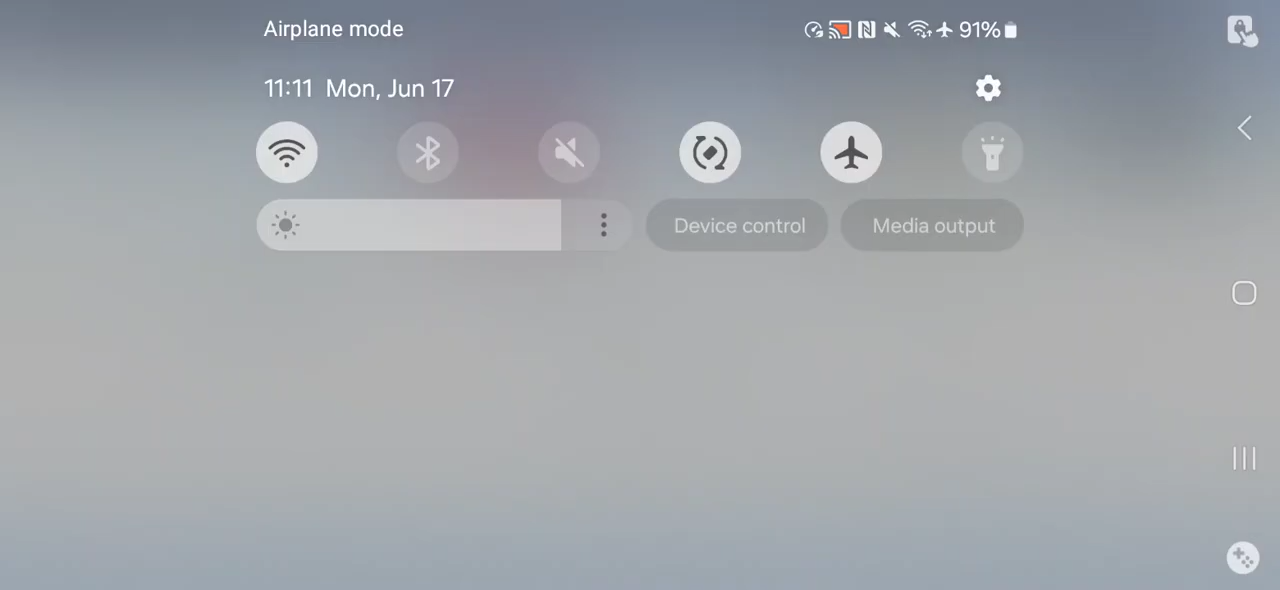 Airplane mode
91%
11:11 Mon, Jun 17
Device control
Media output